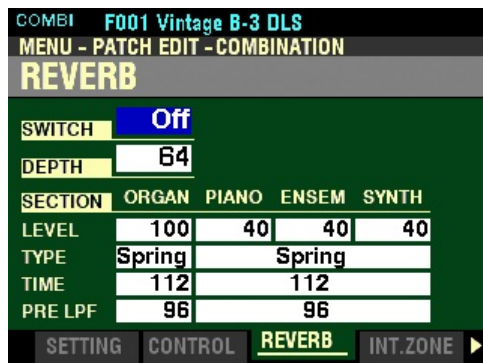 COMBI F001 Vintage B-3 DLS
MENU - PATCH EDIT - COMBINATION
REVERB
SWITCH Off
DEPTH 64
SECTION ORGAN PIANO ENSEM SYNTH
LEVEL 100 40 40 40
TYPE Spring Spring
TIME 112 112
PRE LPF 96 96
SETTING CONTROL REVERB INT.ZONE